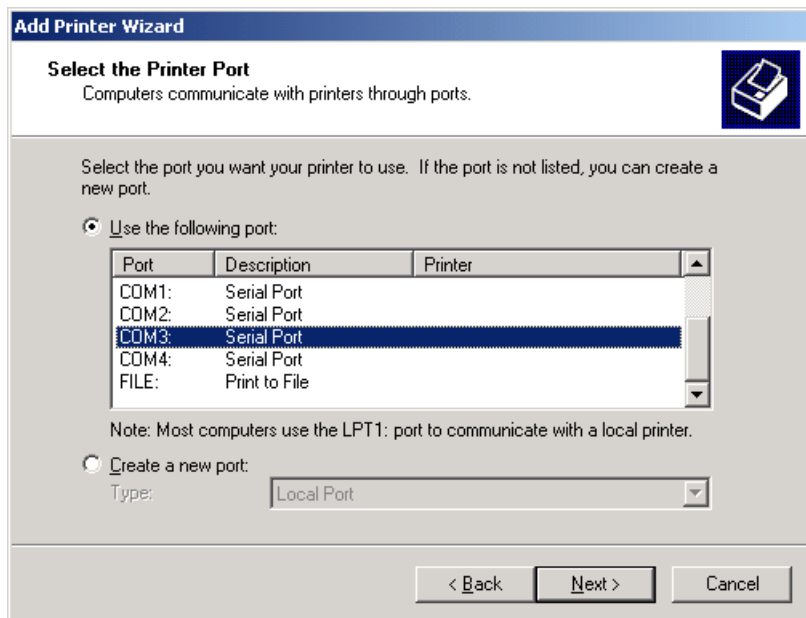 Add Printer Wizard
Select the Printer Port
Computers communicate with printers through ports.
Select the port you want your printer to use. If the port is not listed, you can create a
new port.
Use the following port:
Port Description Printer
COM1: Serial Port
COM2: Serial Port
COM3: Serial Port
COM4: Serial Port
FILE: Print to File
Note: Most computers use the LPT1: port to communicate with a local printer.
Create a new port:
Type: Local Port
< Back Next > Cancel